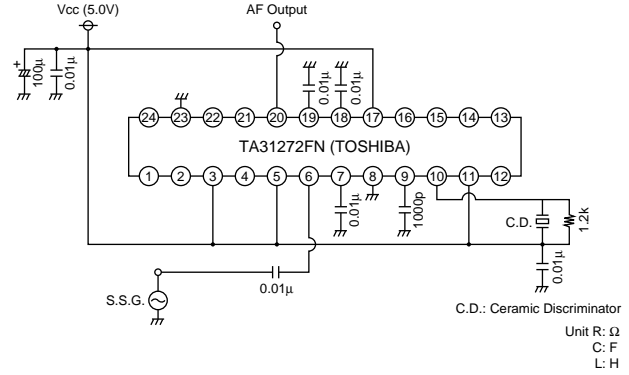 Vcc (5.0V)
AF Output
+
100µ
0.01µ
0.01µ
0.01µ
24 23 22 21 20 19 18 17 16 15 14 13
TA31272FN (TOSHIBA)
1 2 3 4 5 6 7 8 9 10 11 12
0.01µ
1000p
C.D.
1.2k
0.01µ
0.01µ
S.S.G.
C.D.: Ceramic Discriminator
Unit R: Ω
C: F
L: H